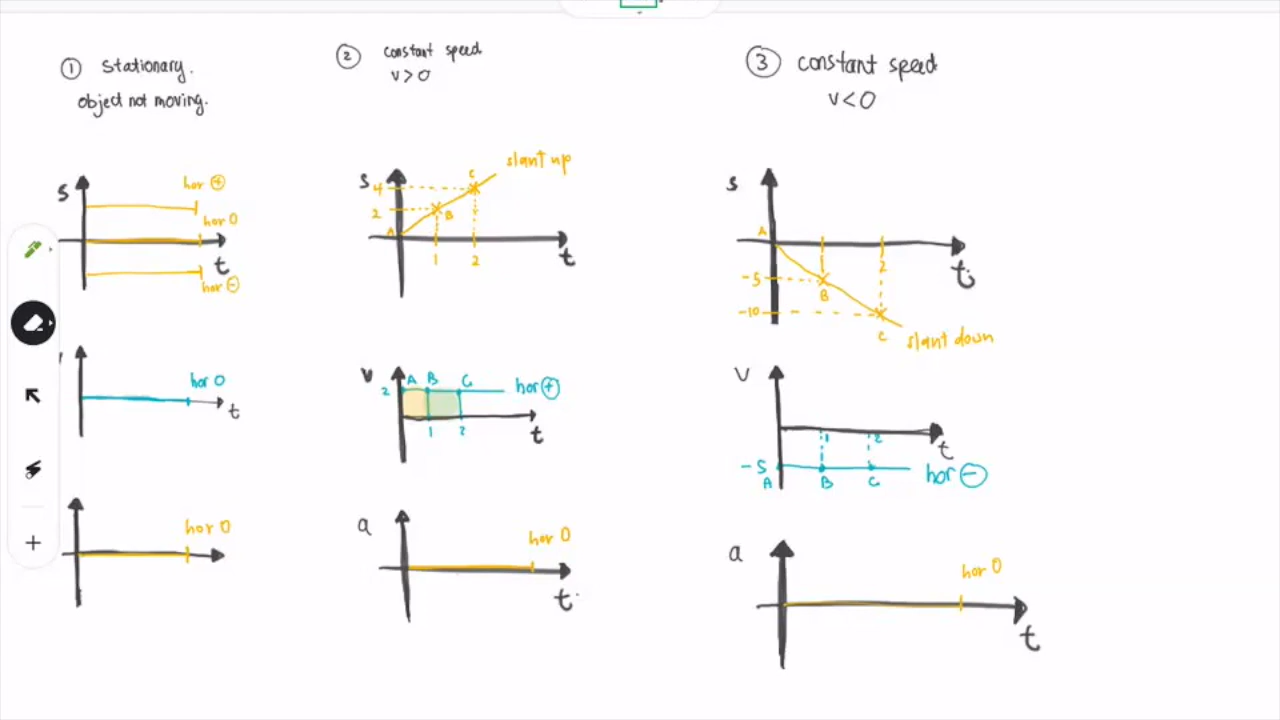 ① Stationary.
object not moving.
s
hor ⊕
hor 0
t
hor ⊖
hor 0
t
hor 0
② constant speed
v > 0
s
4
2
A
B
C
slant up
1
2
t
v
2
A
B
C
hor ⊕
1
2
t
a
hor 0
t
③ constant speed
v < 0
s
A
2
t
-5
B
-10
C
slant down
v
1
2
t
-5
A
B
C
hor ⊖
a
hor 0
t